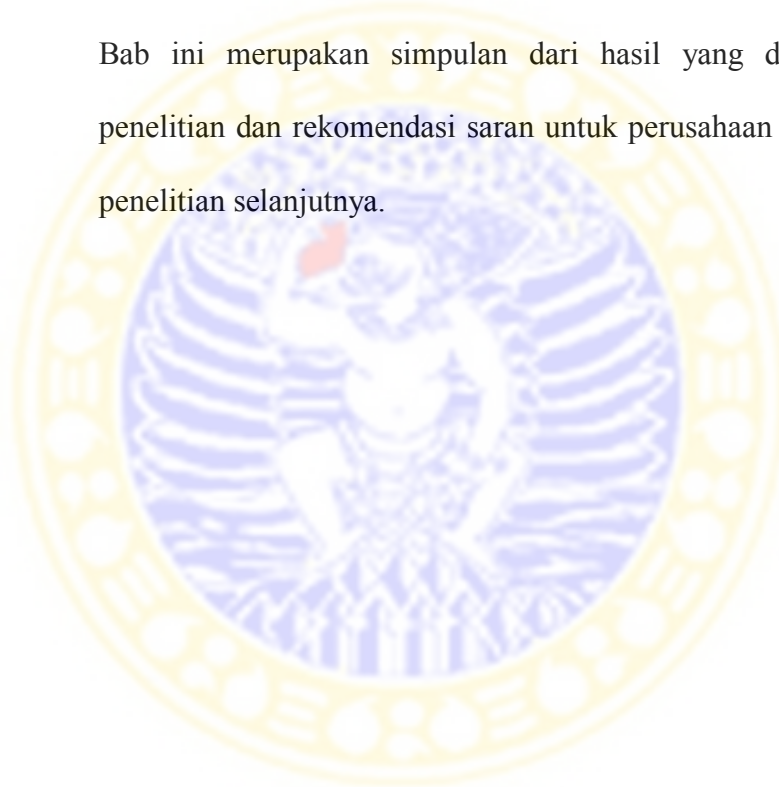 Bab ini merupakan simpulan dari hasil yang
penelitian dan rekomendasi saran untuk perusahaan
penelitian selanjutnya.